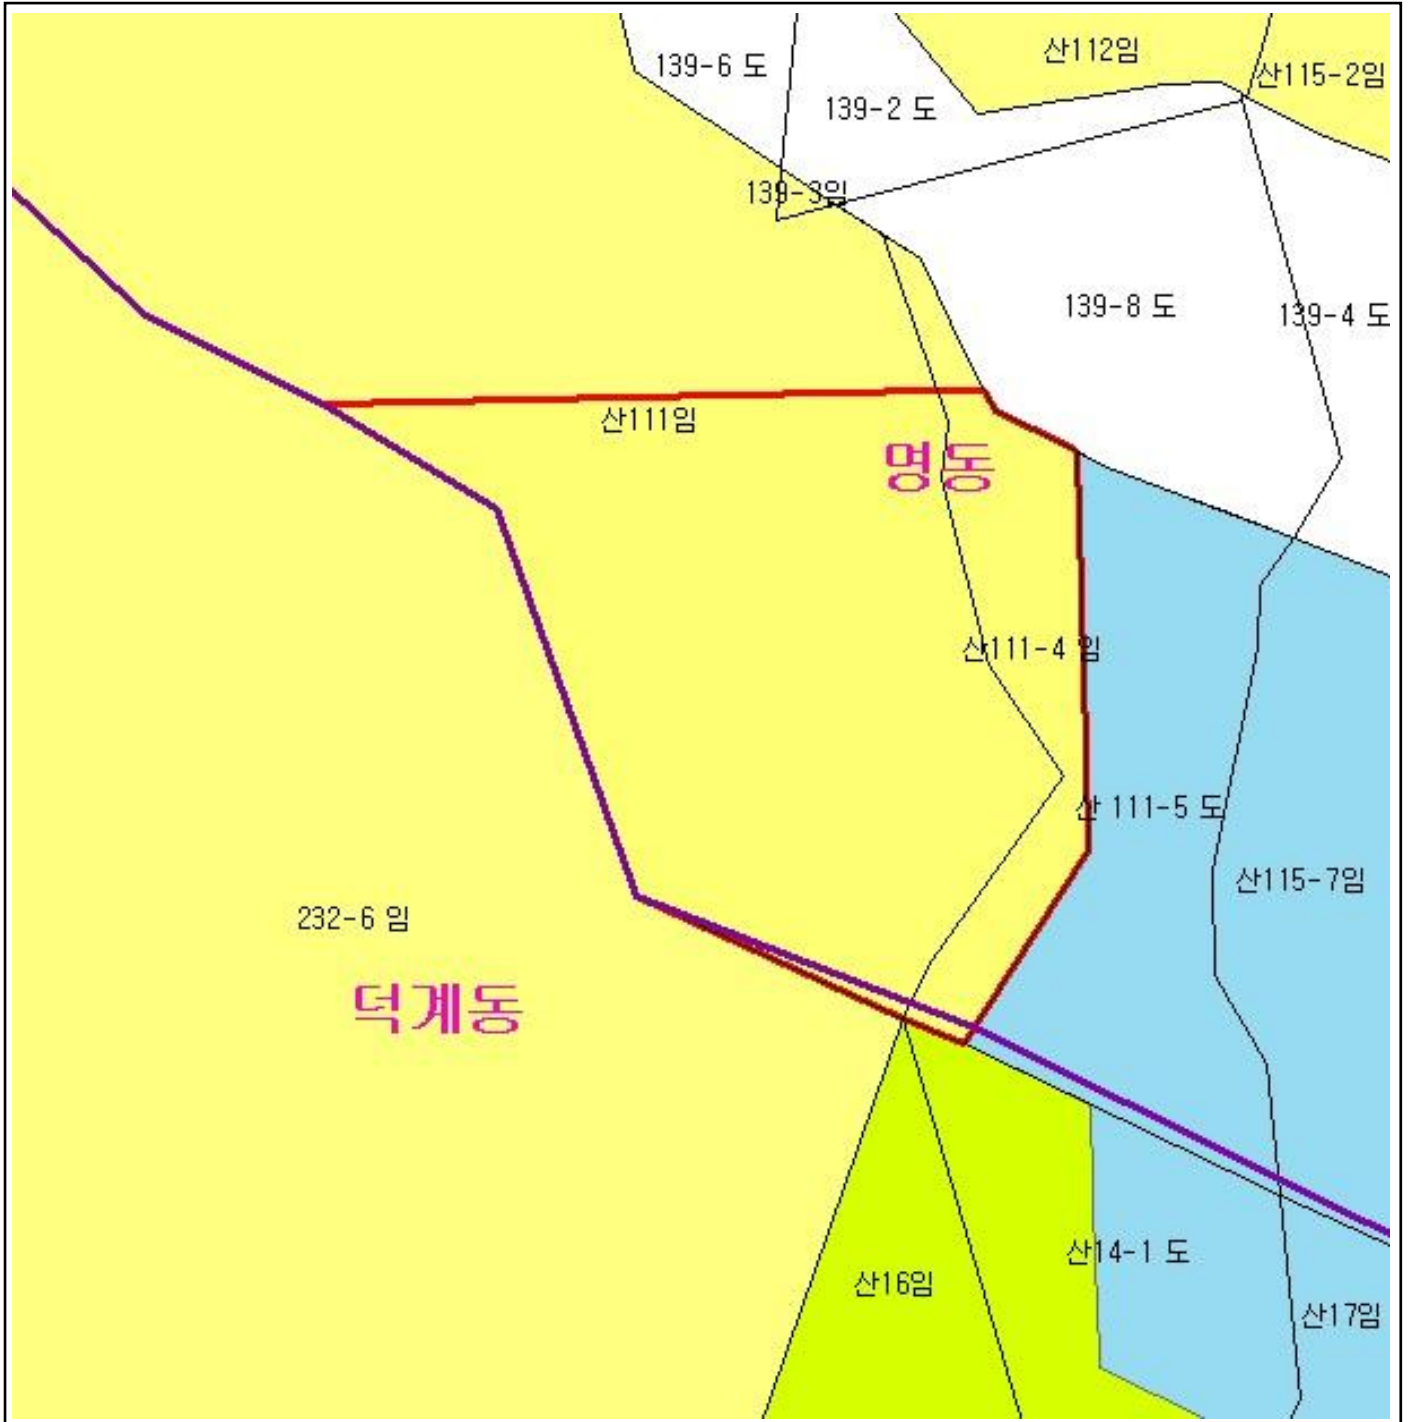 산112임
139-6 도
산115-2임
139-2 도
139-3임
139-8 도
139-4 도
산111임
명동
산111-4 임
산 111-5 도
산115-7임
232-6 임
덕계동
산14-1 도
산16임
산17임